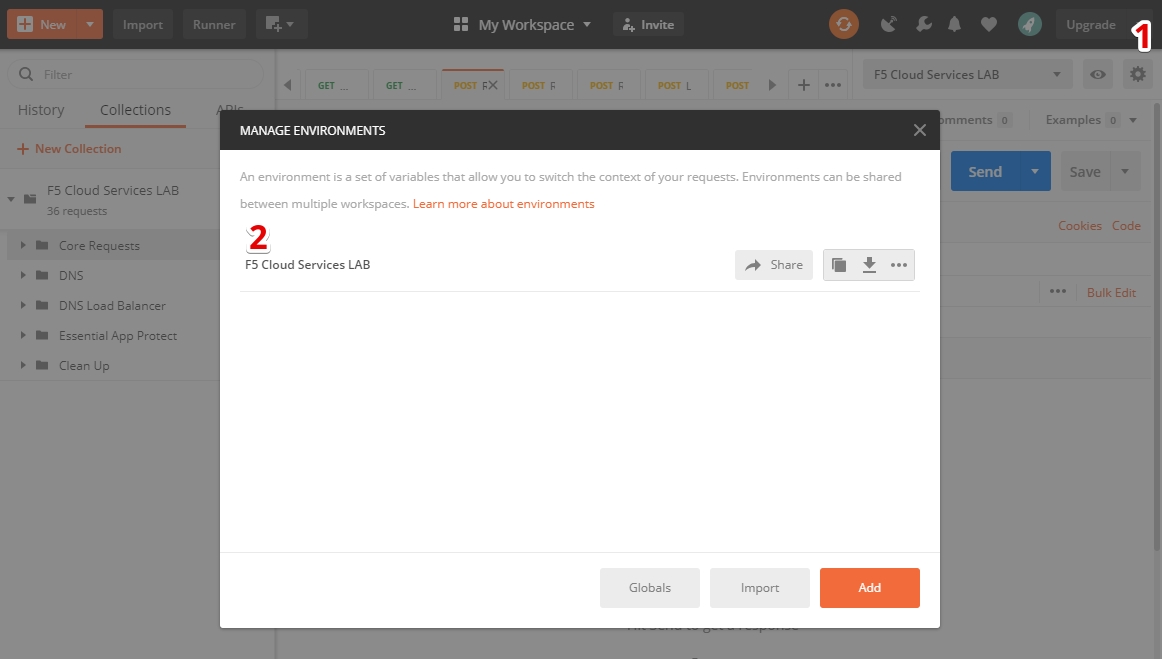 New
Import
Runner
My Workspace
Invite
Upgrade
1
Filter
GET ...
GET ...
POST F
POST F
POST F
POST L
POST
F5 Cloud Services LAB
History
Collections
APIs
Examples 0
New Collection
MANAGE ENVIRONMENTS
An environment is a set of variables that allow you to switch the context of your requests. Environments can be shared
between multiple workspaces. Learn more about environments
Send
Save
F5 Cloud Services LAB
36 requests
Cookies
Code
2
Core Requests
F5 Cloud Services LAB
Share
DNS
Bulk Edit
DNS Load Balancer
Essential App Protect
Clean Up
Globals
Import
Add